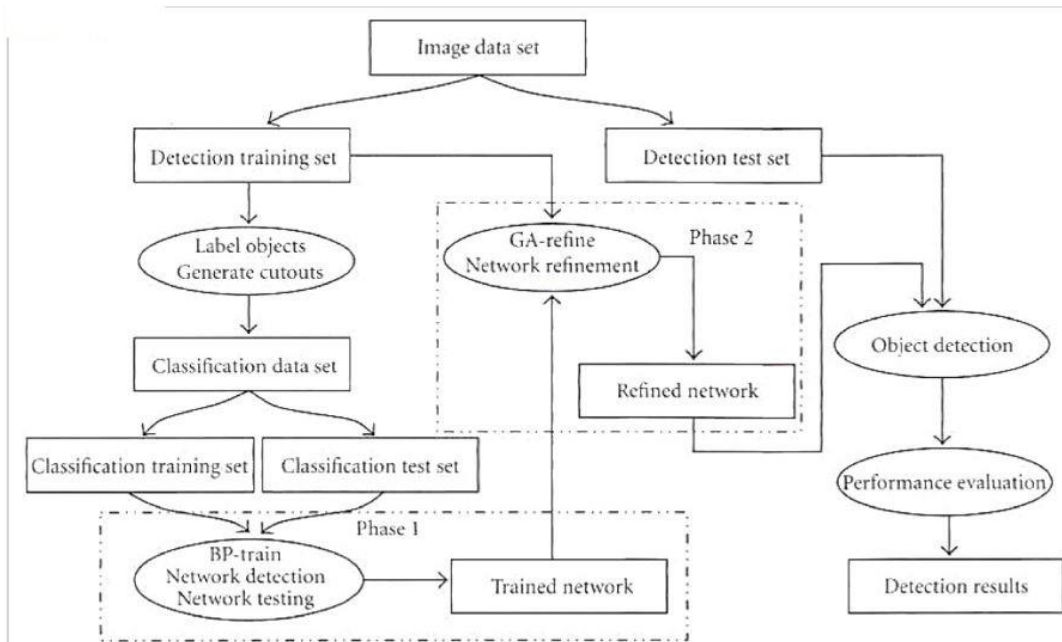 Image data set
Detection training set
Detection test set
Label objects
Generate cutouts
GA-refine
Network refinement
Phase 2
Object detection
Classification data set
Refined network
Classification training set
Classification test set
Performance evaluation
Phase 1
BP-train
Network detection
Network testing
Trained network
Detection results